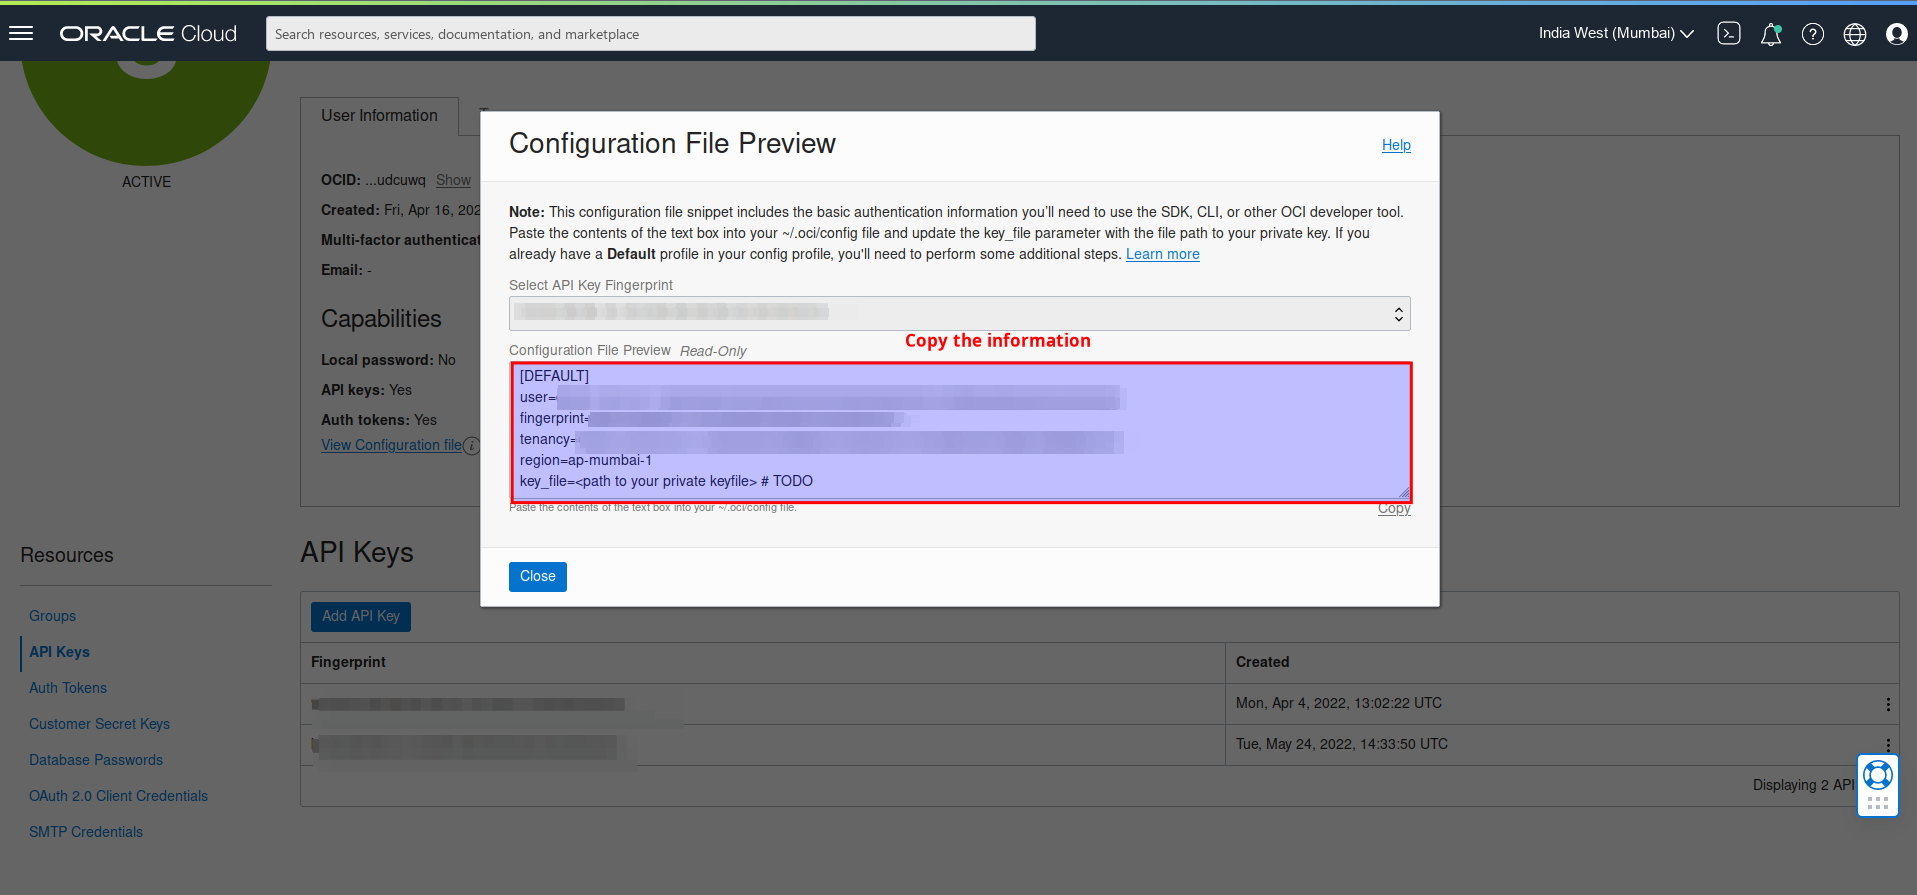 ORACLE Cloud
Search resources, services, documentation, and marketplace
India West (Mumbai)
ACTIVE
User Information
OCID: ...udcuwq Show
Created: Fri, Apr 16, 202
Multi-factor authenticat
Email: -
Capabilities
Local password: No
API keys: Yes
Auth tokens: Yes
View Configuration file
Configuration File Preview
Help
Note: This configuration file snippet includes the basic authentication information you'll need to use the SDK, CLI, or other OCI developer tool.
Paste the contents of the text box into your ~/.oci/config file and update the key_file parameter with the file path to your private key. If you
already have a Default profile in your config profile, you'll need to perform some additional steps. Learn more
Select API Key Fingerprint
Copy the information
Configuration File Preview Read-Only
[DEFAULT]
user=
fingerprint=
tenancy=
region=ap-mumbai-1
key_file=<path to your private keyfile> # TODO
Paste the contents of the text box into your ~/.oci/config file.
Copy
Close
Resources
Groups
API Keys
Auth Tokens
Customer Secret Keys
Database Passwords
OAuth 2.0 Client Credentials
SMTP Credentials
API Keys
Add API Key
Fingerprint Created
Mon, Apr 4, 2022, 13:02:22 UTC
Tue, May 24, 2022, 14:33:50 UTC
Displaying 2 API